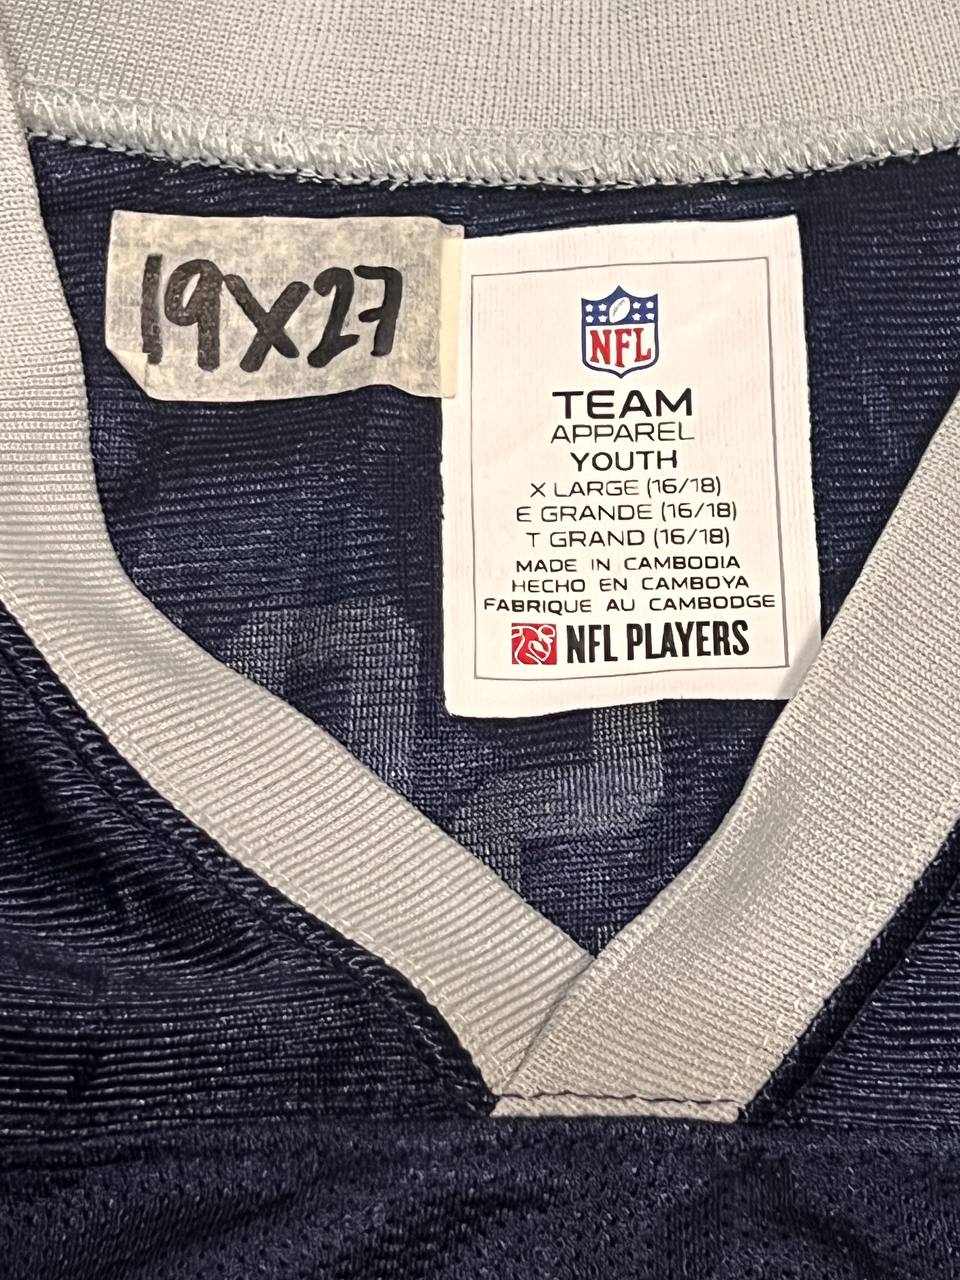 19X27
NFL
TEAM
APPAREL
YOUTH
X LARGE (16/18)
E GRANDE (16/18)
T GRAND (16/18)
MADE IN CAMBODIA
HECHO EN CAMBOYA
FABRIQUE AU CAMBODGE
NFL PLAYERS